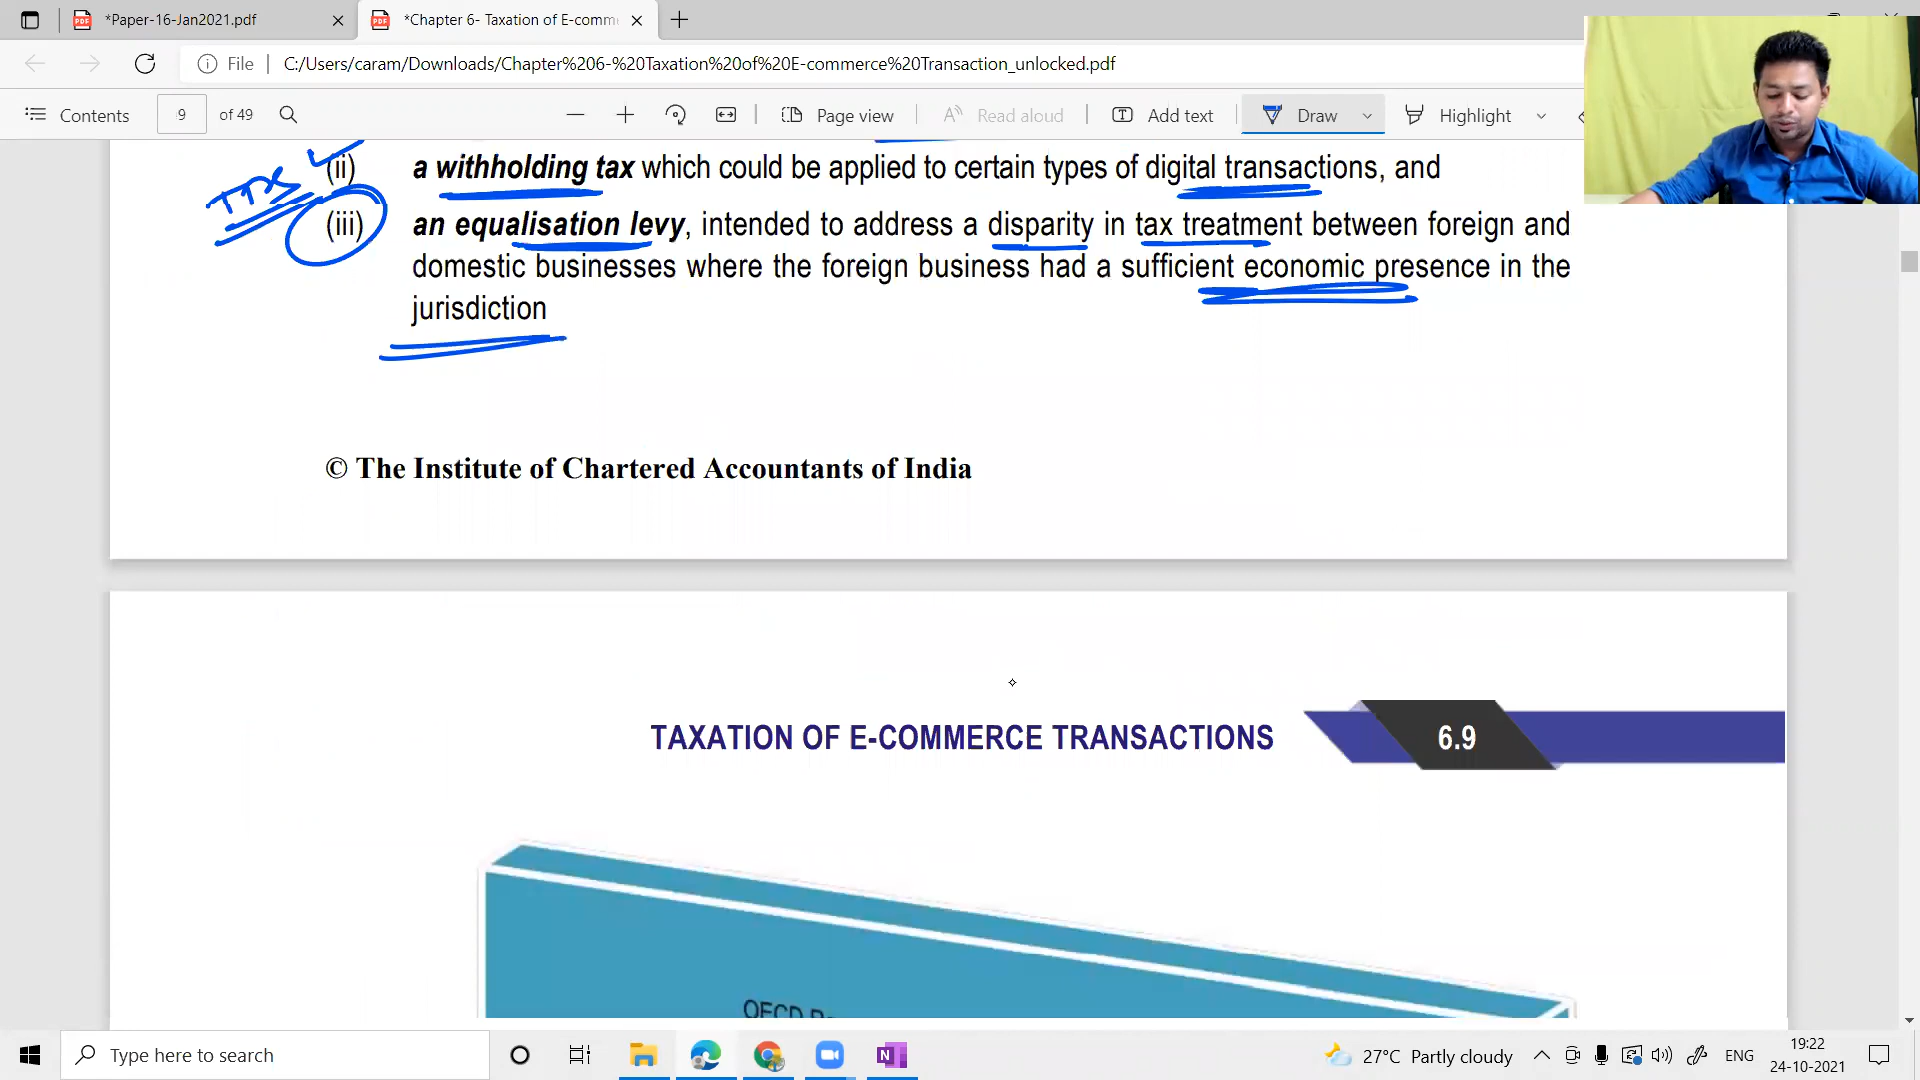 *Paper-16-Jan2021.pdf
*Chapter 6- Taxation of E-comm
File
C:/Users/caram/Downloads/Chapter%206-%20Taxation%20of%20E-commerce%20Transaction_unlocked.pdf
Contents
9 of 49
Page view
Read aloud
Add text
Draw
Highlight
(ii) a withholding tax which could be applied to certain types of digital transactions, and
(iii) an equalisation levy, intended to address a disparity in tax treatment between foreign and
domestic businesses where the foreign business had a sufficient economic presence in the
jurisdiction
© The Institute of Chartered Accountants of India
TAXATION OF E-COMMERCE TRANSACTIONS 6.9
OECD
Type here to search
27°C Partly cloudy
ENG
19:22
24-10-2021